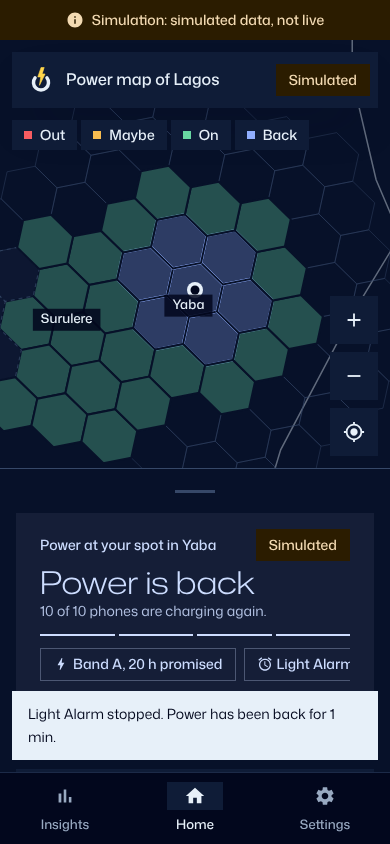 Simulation: simulated data, not live
Power map of Lagos
Simulated
Out
Maybe
On
Back
Yaba
Surulere
Power at your spot in Yaba
Simulated
Power is back
10 of 10 phones are charging again.
Band A, 20 h promised
Light Alarm
Light Alarm stopped. Power has been back for 1
min.
Insights
Home
Settings